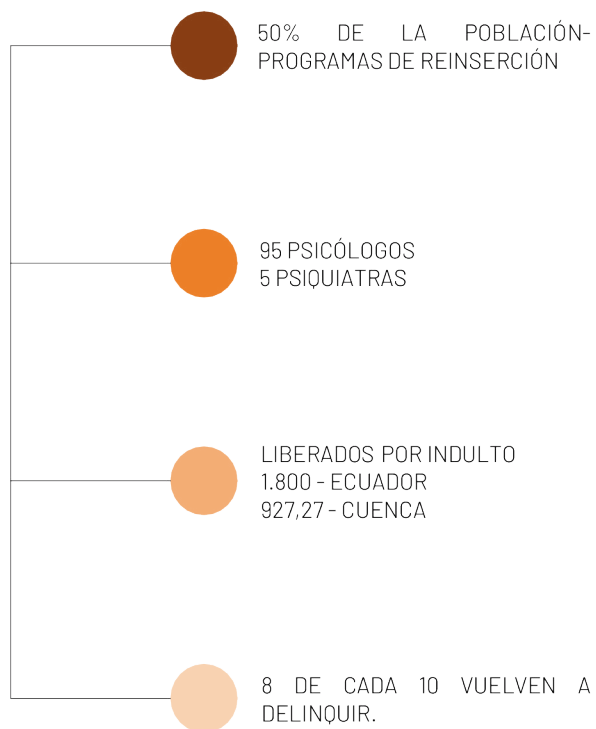 50% DE LA POBLACIÓN-
PROGRAMAS DE REINSERCIÓN
95 PSICÓLOGOS
5 PSIQUIATRAS
LIBERADOS POR INDULTO
1.800 - ECUADOR
927,27 - CUENCA
8 DE CADA 10 VUELVEN A
DELINQUIR.